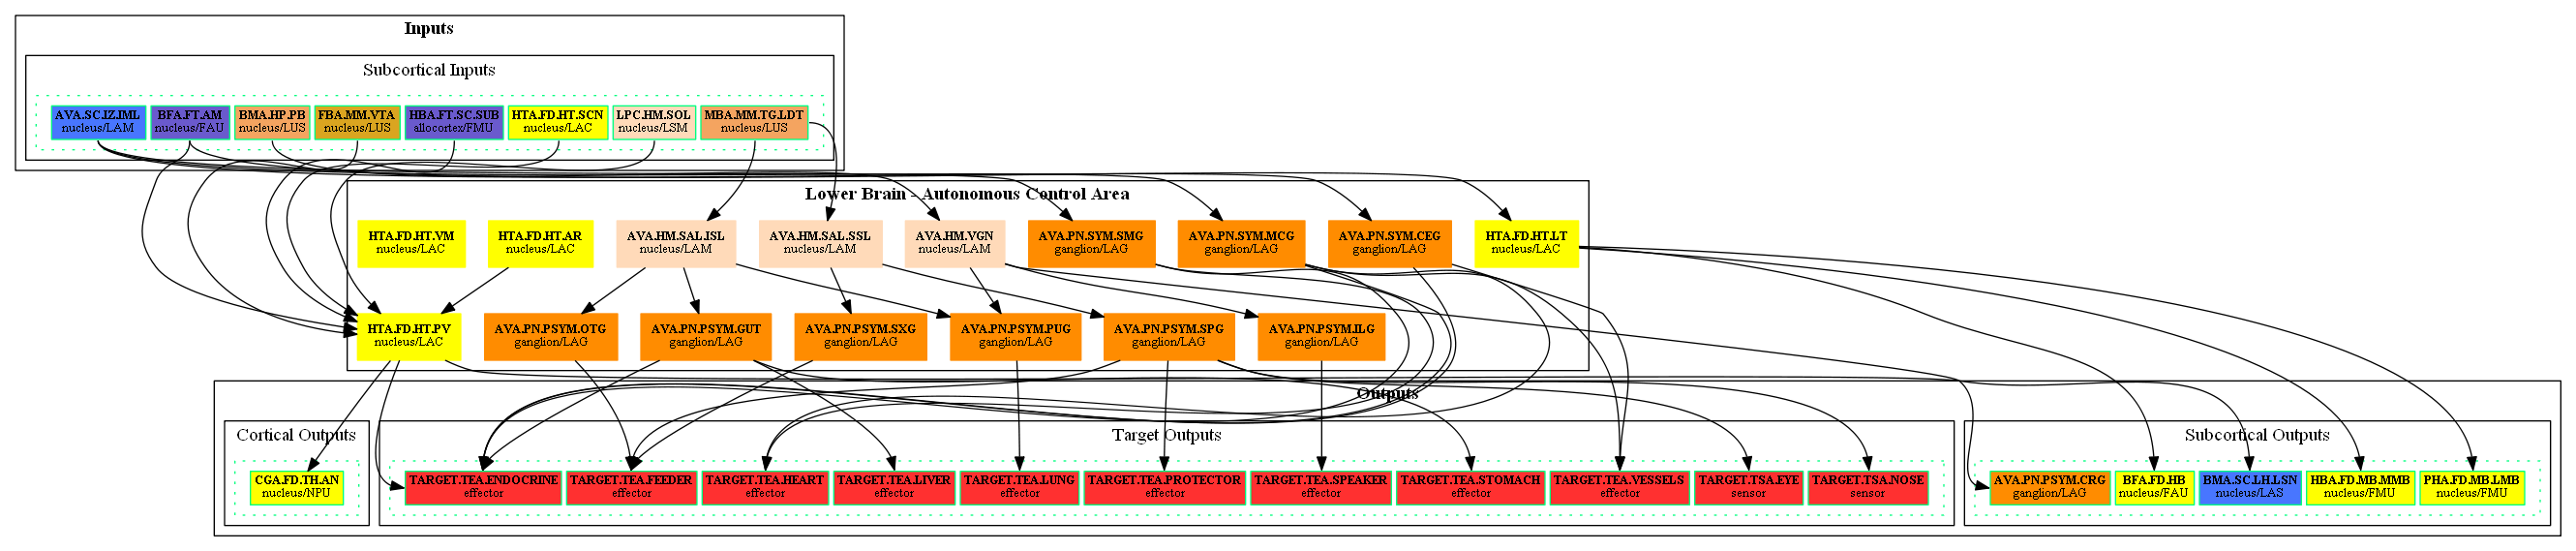 Inputs
Subcortical Inputs
AVA.SC.IZ.IML
nucleus/LAM
BFA.FT.AM
nucleus/FAU
BMA.HP.PB
nucleus/LUS
FBA.MM.VTA
nucleus/LUS
HBA.FT.SC.SUB
allocortex/FMU
HTA.FD.HT.SCN
nucleus/LAC
LPC.HM.SOL
nucleus/LSM
MBA.MM.TG.LDT
nucleus/LUS
Lower Brain - Autonomous Control Area
HTA.FD.HT.VM
nucleus/LAC
HTA.FD.HT.AR
nucleus/LAC
AVA.HM.SAL.ISL
nucleus/LAM
AVA.HM.SAL.SSL
nucleus/LAM
AVA.HM.VGN
nucleus/LAM
AVA.PN.SYM.SMG
ganglion/LAG
AVA.PN.SYM.MCG
ganglion/LAG
AVA.PN.SYM.CEG
ganglion/LAG
HTA.FD.HT.LT
nucleus/LAC
HTA.FD.HT.PV
nucleus/LAC
AVA.PN.PSYM.OTG
ganglion/LAG
AVA.PN.PSYM.GUT
ganglion/LAG
AVA.PN.PSYM.SXG
ganglion/LAG
AVA.PN.PSYM.PUG
ganglion/LAG
AVA.PN.PSYM.SPG
ganglion/LAG
AVA.PN.PSYM.ILG
ganglion/LAG
Outputs
Cortical Outputs
CGA.FD.TH.AN
nucleus/NPU
Target Outputs
TARGET.TEA.ENDOCRINE
effector
TARGET.TEA.FEEDER
effector
TARGET.TEA.HEART
effector
TARGET.TEA.LIVER
effector
TARGET.TEA.LUNG
effector
TARGET.TEA.PROTECTOR
effector
TARGET.TEA.SPEAKER
effector
TARGET.TEA.STOMACH
effector
TARGET.TEA.VESSELS
effector
TARGET.TSA.EYE
sensor
TARGET.TSA.NOSE
sensor
Subcortical Outputs
AVA.PN.PSYM.CRG
ganglion/LAG
BFA.FD.HB
nucleus/FAU
BMA.SC.LH.LSN
nucleus/LAS
HBA.FD.MB.MMB
nucleus/FMU
PHA.FD.MB.LMB
nucleus/FMU